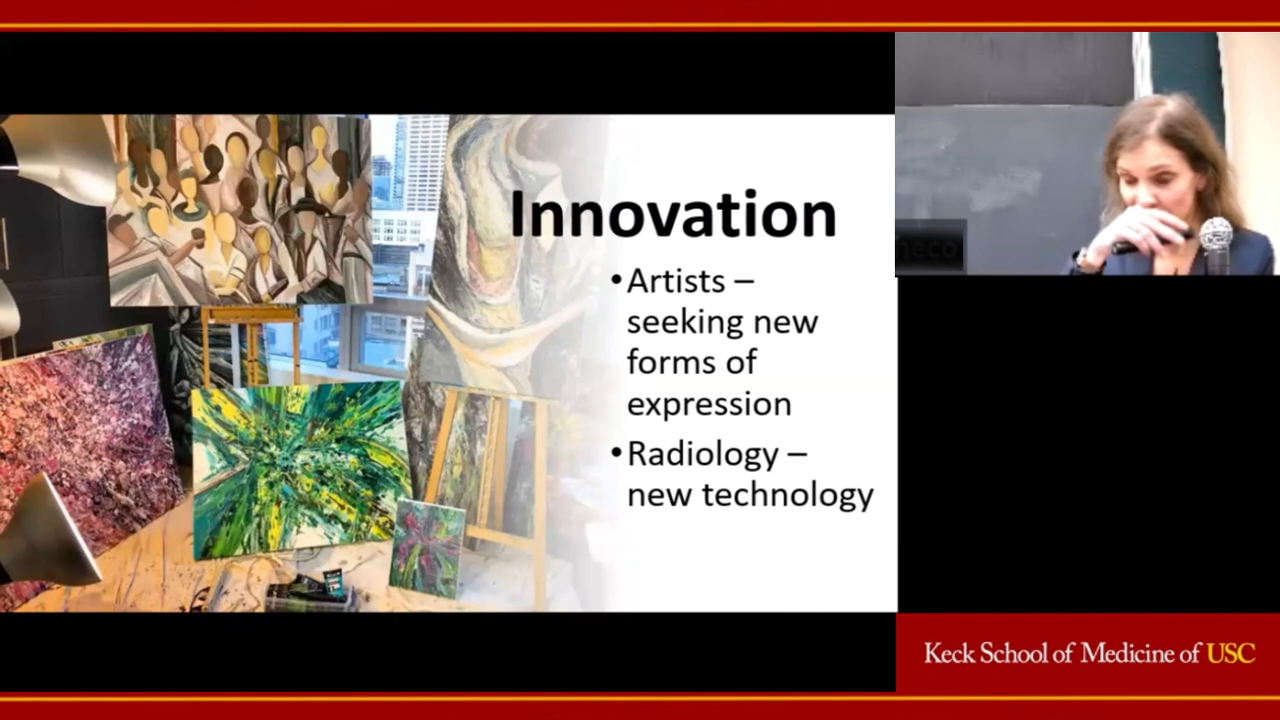 Innovation
•Artists –
seeking new
forms of
expression
•Radiology –
new technology
Keck School of Medicine of USC